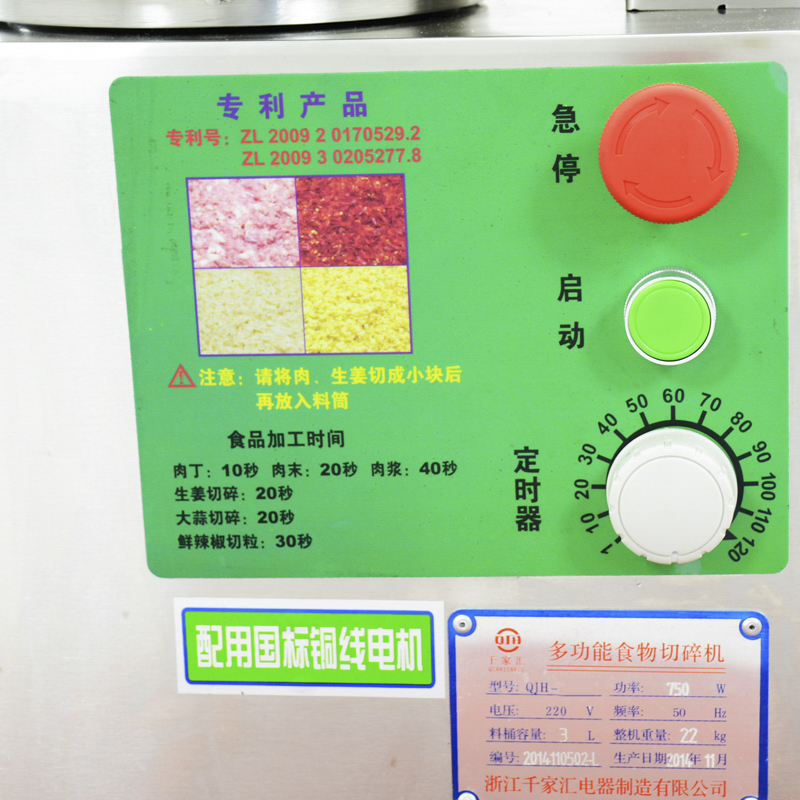 专利产品
专利号：ZL 2009 2 0170529.2
ZL 2009 3 0205277.8
注意：请将肉、生姜切成小块后
再放入料筒
食品加工时间
肉丁：10秒 肉末：20秒 肉浆：40秒
生姜切碎：20秒
大蒜切碎：20秒
鲜辣椒切粒：30秒
急停
启动
定时器
1 10 20 30 40 50 60 70 80 90 100 110 120
配用国标铜线电机
千家汇
多功能食物切碎机
型号：QJH- 功率：750 W
电压：220 V 频率：50 Hz
料桶容量：3 L 整机重量：22 kg
编号：2014110502-L 生产日期2014年11月
浙江千家汇电器制造有限公司